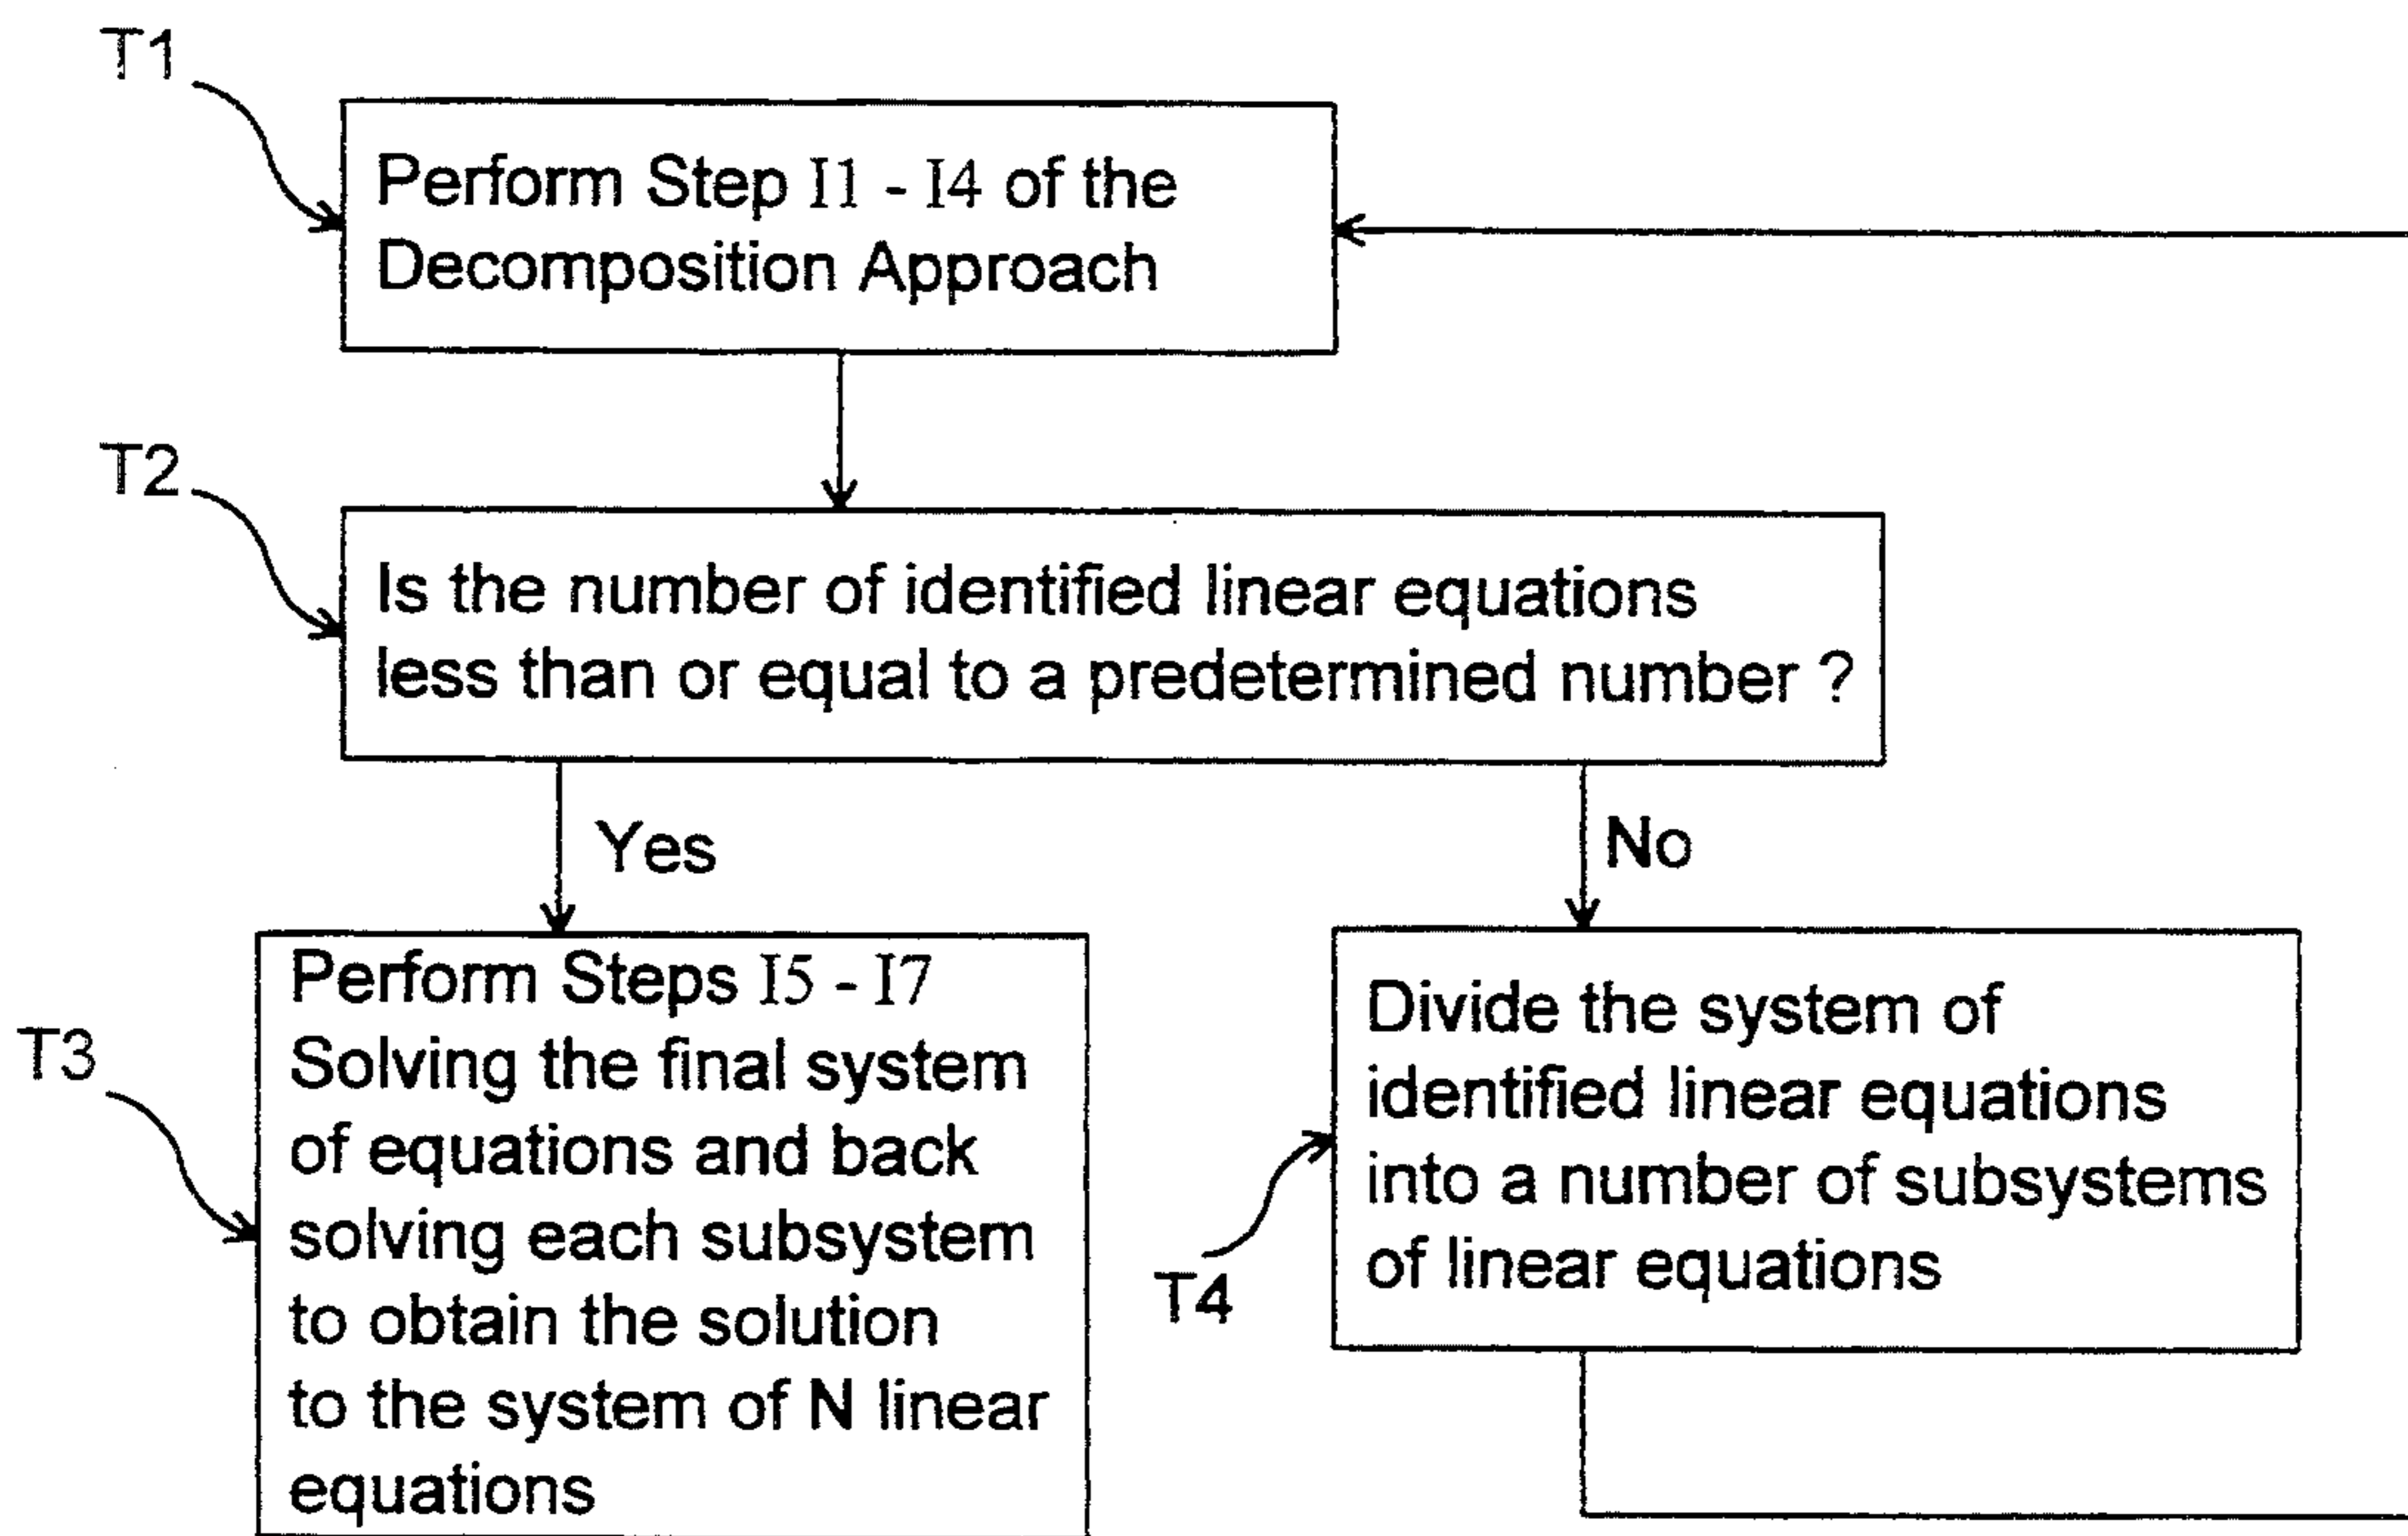 T1
Perform Step I1 - I4 of the
Decomposition Approach
T2
Is the number of identified linear equations
less than or equal to a predetermined number ?
Yes
No
T3
Perform Steps I5 - I7
Solving the final system
of equations and back
solving each subsystem
to obtain the solution
to the system of N linear
equations
T4
Divide the system of
identified linear equations
into a number of subsystems
of linear equations